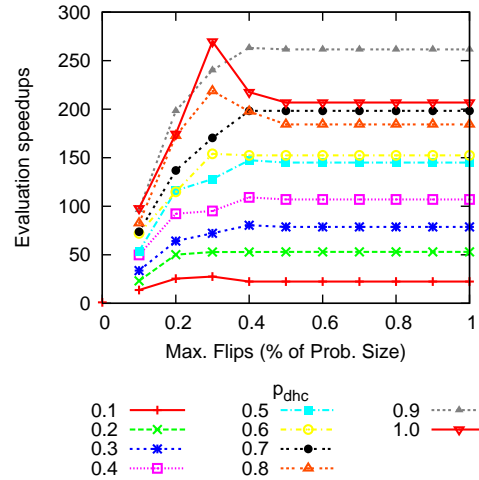 300
250
200
150
100
50
0
Evaluation speedups
0 0.2 0.4 0.6 0.8 1
Max. Flips (% of Prob. Size)
p_dhc
0.1 0.5 0.9
0.2 0.6 1.0
0.3 0.7
0.4 0.8